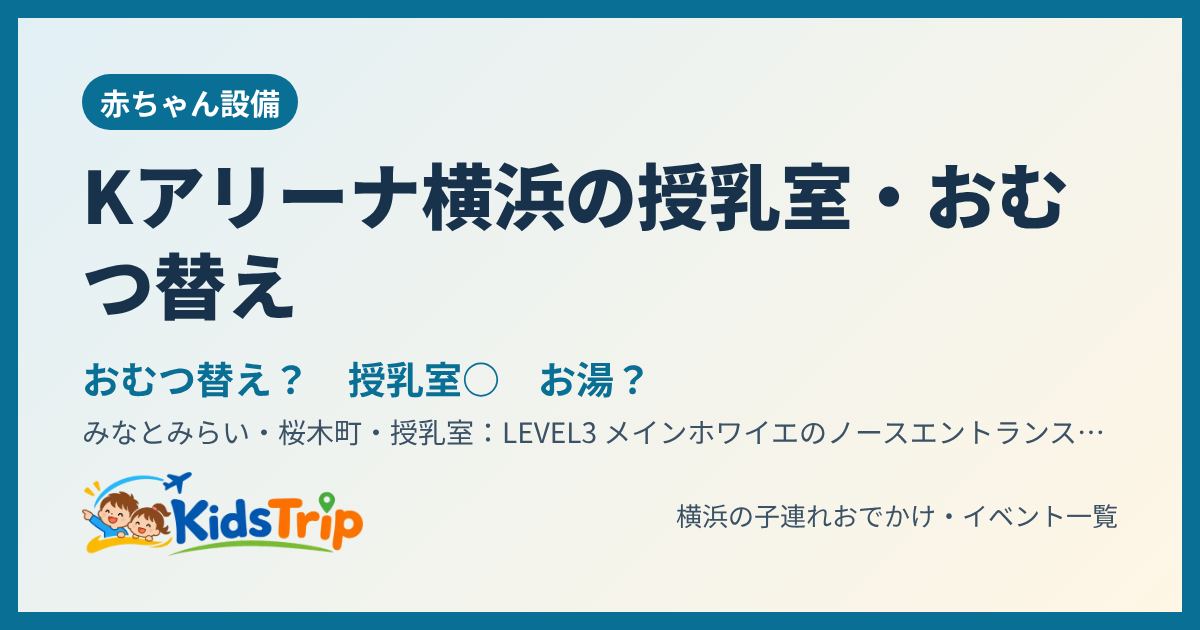 赤ちゃん設備
Kアリーナ横浜の授乳室・おむ
つ替え
おむつ替え？　授乳室○　お湯？
みなとみらい・桜木町・授乳室：LEVEL3 メインホワイエのノースエントランス…
KidsTrip
横浜の子連れおでかけ・イベント一覧